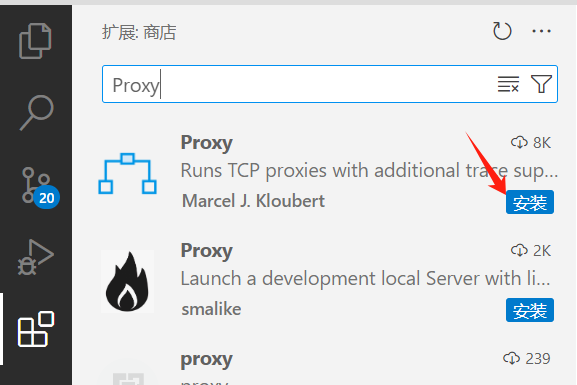 扩展: 商店
Proxy
Proxy 8K
Runs TCP proxies with additional trace sup...
Marcel J. Kloubert 安装
20
Proxy 2K
Launch a development local Server with li...
smalike 安装
proxy 239
proxy